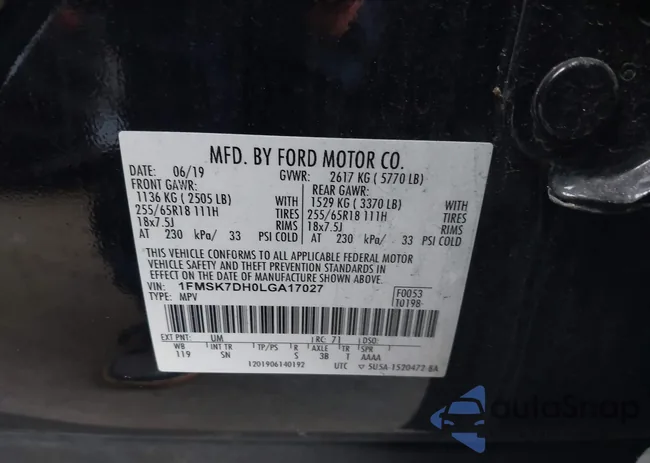 MFD. BY FORD MOTOR CO.
DATE: 06/19 GVWR: 2617 KG ( 5770 LB)
FRONT GAWR: REAR GAWR:
1136 KG ( 2505 LB) 1529 KG ( 3370 LB)
255/65R18 111H TIRES 255/65R18 111H TIRES
18x7.5J RIMS 18x7.5J RIMS
AT 230 kPa/ 33 PSI COLD AT 230 kPa/ 33 PSI COLD
THIS VEHICLE CONFORMS TO ALL APPLICABLE FEDERAL MOTOR
VEHICLE SAFETY AND THEFT PREVENTION STANDARDS IN
EFFECT ON THE DATE OF MANUFACTURE SHOWN ABOVE.
VIN: 1FMSK7DH0LGA17027 F0053
TYPE: MPV T0198-
EXT PNT: UM RC: 71 DSO:
WB INT TR TP/PS R AXLE TR SPR
119 SN S 3B T AAAA
1201906140192 UTC 5U5A-1520472-BA
autoSnap